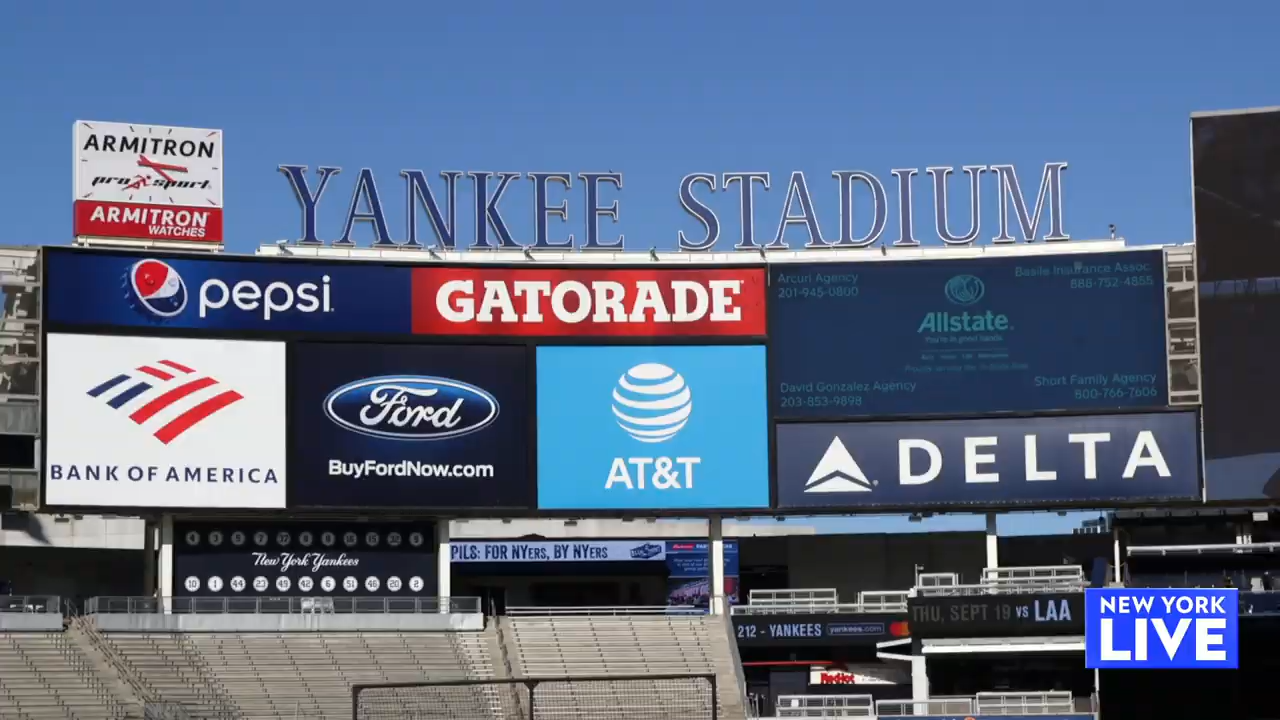 ARMITRON
pro sport
ARMITRON
WATCHES
YANKEE STADIUM
pepsi
GATORADE
Arcuri Agency
201-945-0800
Basile Insurance Assoc.
888-752-4855
Allstate
You're in good hands.
David Gonzalez Agency
203-853-9898
Short Family Agency
800-766-7606
BANK OF AMERICA
Ford
BuyFordNow.com
AT&T
DELTA
New York Yankees
10 1 44 23 49 42 6 51 46 20 2
PILS: FOR NYERS, BY NYERS
212 - YANKEES yankees.com
THU, SEPT 19 VS LAA
NEW YORK
LIVE